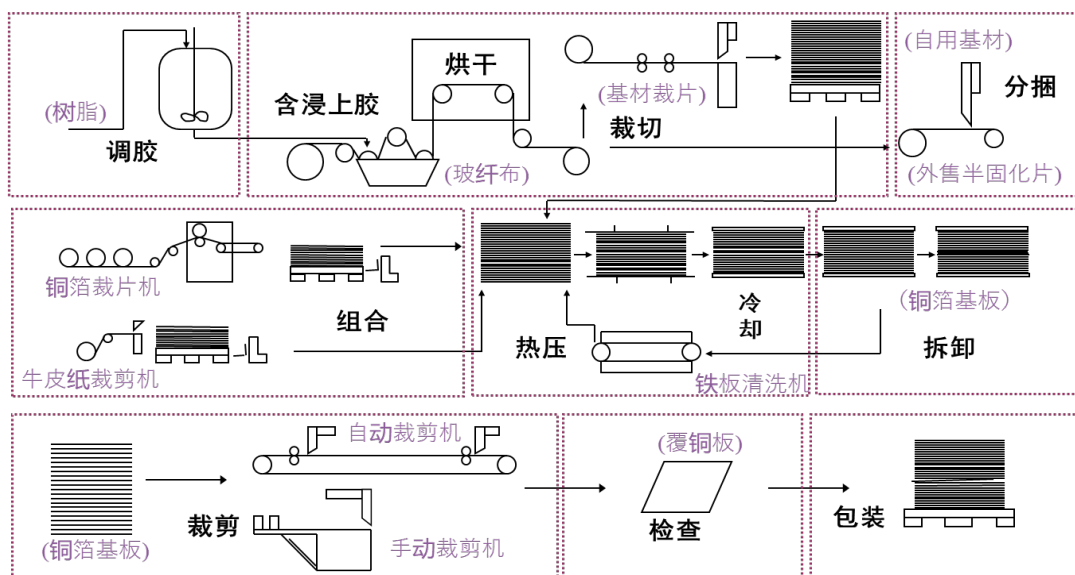 (树脂)
调胶
含浸上胶
烘干
(玻纤布)
(基材裁片)
裁切
(自用基材)
分捆
(外售半固化片)
铜箔裁片机
组合
牛皮纸裁剪机
热压
冷
却
铁板清洗机
（铜箔基板）
拆卸
(铜箔基板)
裁剪
自动裁剪机
手动裁剪机
(覆铜板)
检查
包装